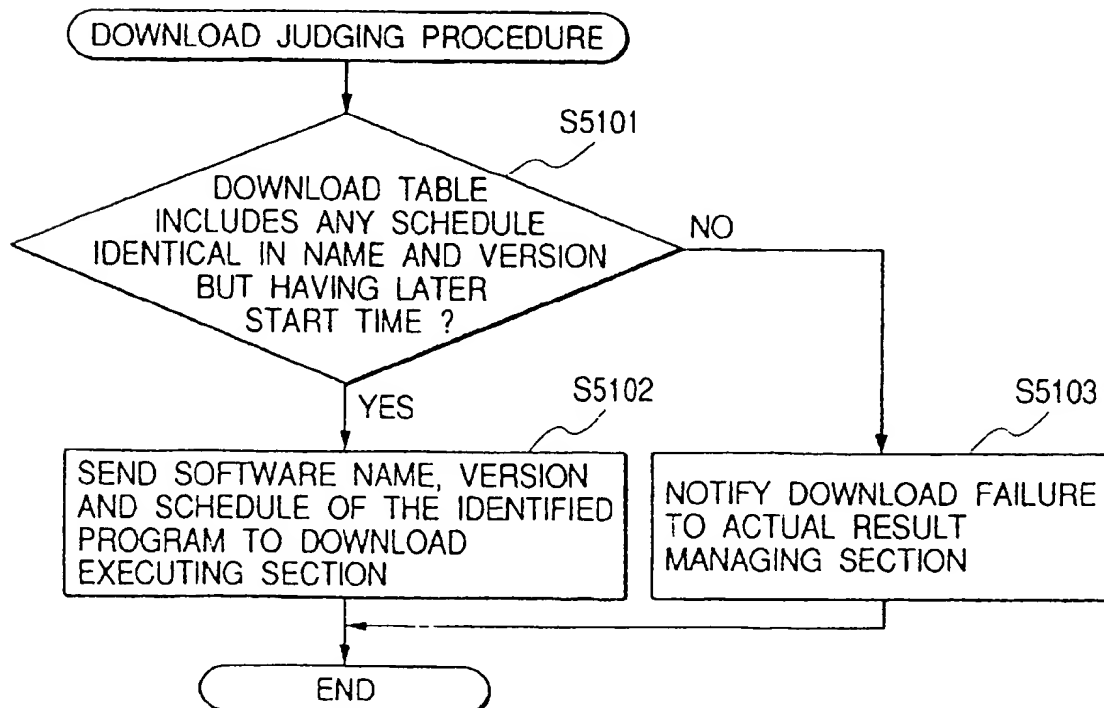 DOWNLOAD JUDGING PROCEDURE
S5101
DOWNLOAD TABLE
INCLUDES ANY SCHEDULE
IDENTICAL IN NAME AND VERSION
BUT HAVING LATER
START TIME ?
NO
YES
S5102
SEND SOFTWARE NAME, VERSION
AND SCHEDULE OF THE IDENTIFIED
PROGRAM TO DOWNLOAD
EXECUTING SECTION
S5103
NOTIFY DOWNLOAD FAILURE
TO ACTUAL RESULT
MANAGING SECTION
END